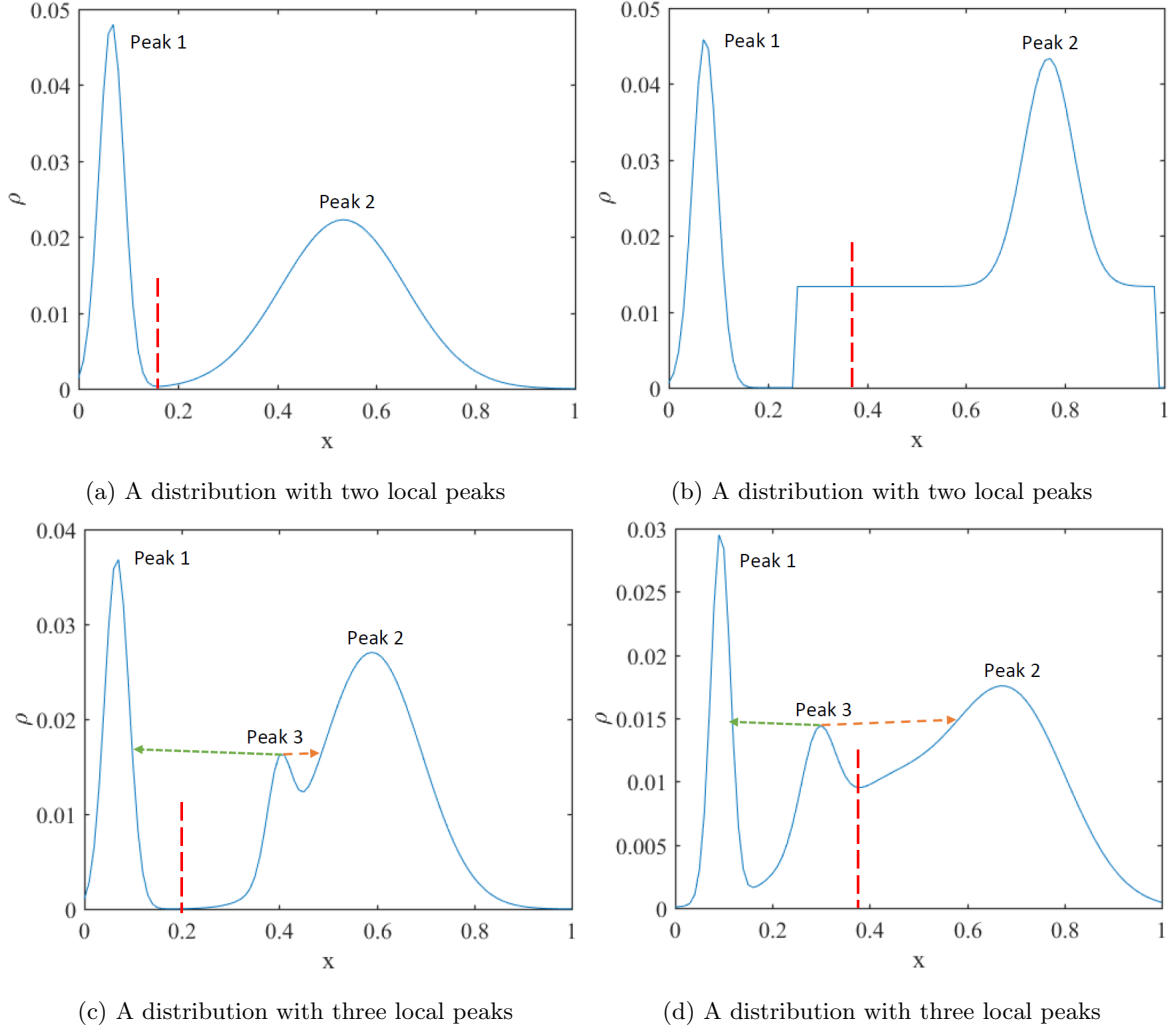 0.05
0.04
0.03
0.02
0.01
0
ρ
Peak 1
Peak 2
0 0.2 0.4 0.6 0.8 1
x
(a) A distribution with two local peaks
0.05
0.04
0.03
0.02
0.01
0
ρ
Peak 1
Peak 2
0 0.2 0.4 0.6 0.8 1
x
(b) A distribution with two local peaks
0.04
0.03
0.02
0.01
0
ρ
Peak 1
Peak 2
Peak 3
0 0.2 0.4 0.6 0.8 1
x
(c) A distribution with three local peaks
0.03
0.025
0.02
0.015
0.01
0.005
0
ρ
Peak 1
Peak 2
Peak 3
0 0.2 0.4 0.6 0.8 1
x
(d) A distribution with three local peaks